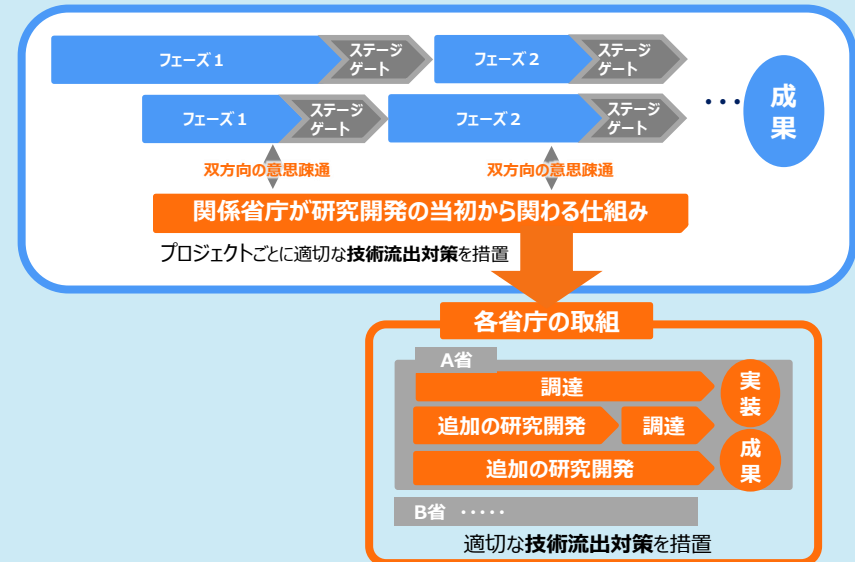 フェーズ1
ステージ
ゲート
フェーズ2
ステージ
ゲート
フェーズ1
ステージ
ゲート
フェーズ2
ステージ
ゲート
・・・
成
果
双方向の意思疎通
双方向の意思疎通
関係省庁が研究開発の当初から関わる仕組み
プロジェクトごとに適切な技術流出対策を措置
各省庁の取組
A省
調達
追加の研究開発
調達
追加の研究開発
実
装
成
果
B省 ・・・・・
適切な技術流出対策を措置